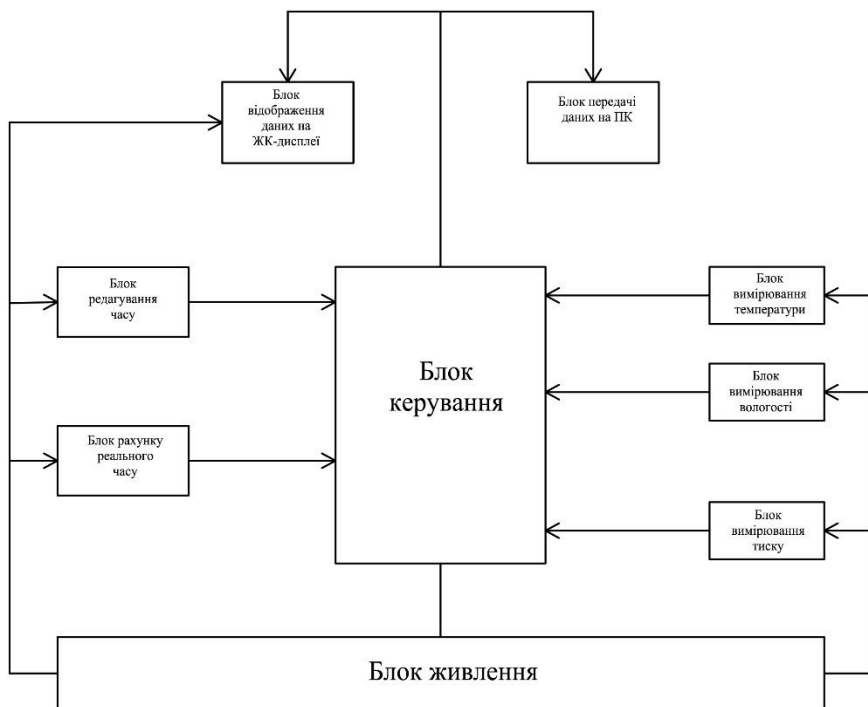 Блок
відображення
даних на
ЖК-дисплеї
Блок передачі
даних на ПК
Блок
редагування
часу
Блок
керування
Блок
вимірювання
температури
Блок
вимірювання
вологості
Блок рахунку
реального
часу
Блок
вимірювання
тиску
Блок живлення